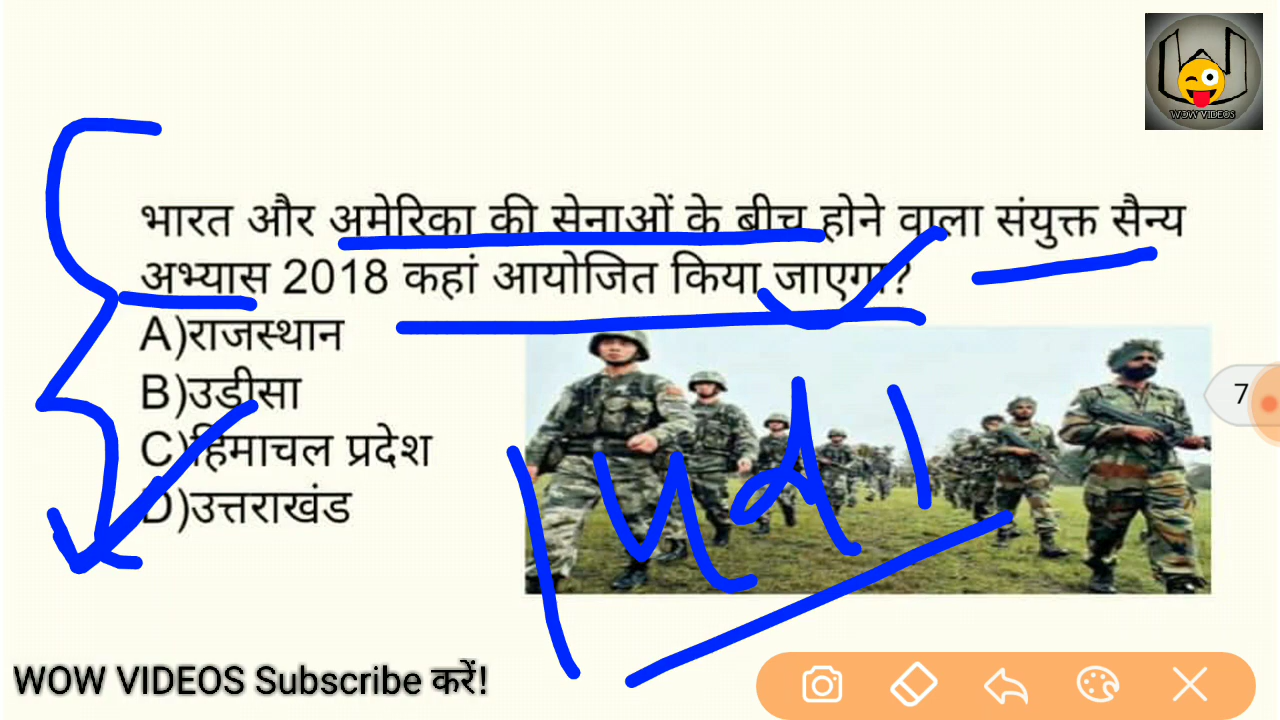 WOW VIDEOS
भारत और अमेरिका की सेनाओं के बीच होने वाला संयुक्त सैन्य
अभ्यास 2018 कहां आयोजित किया जाएगा?
A)राजस्थान
B)उडीसा
C)हिमाचल प्रदेश
D)उत्तराखंड
7
WOW VIDEOS Subscribe करें!